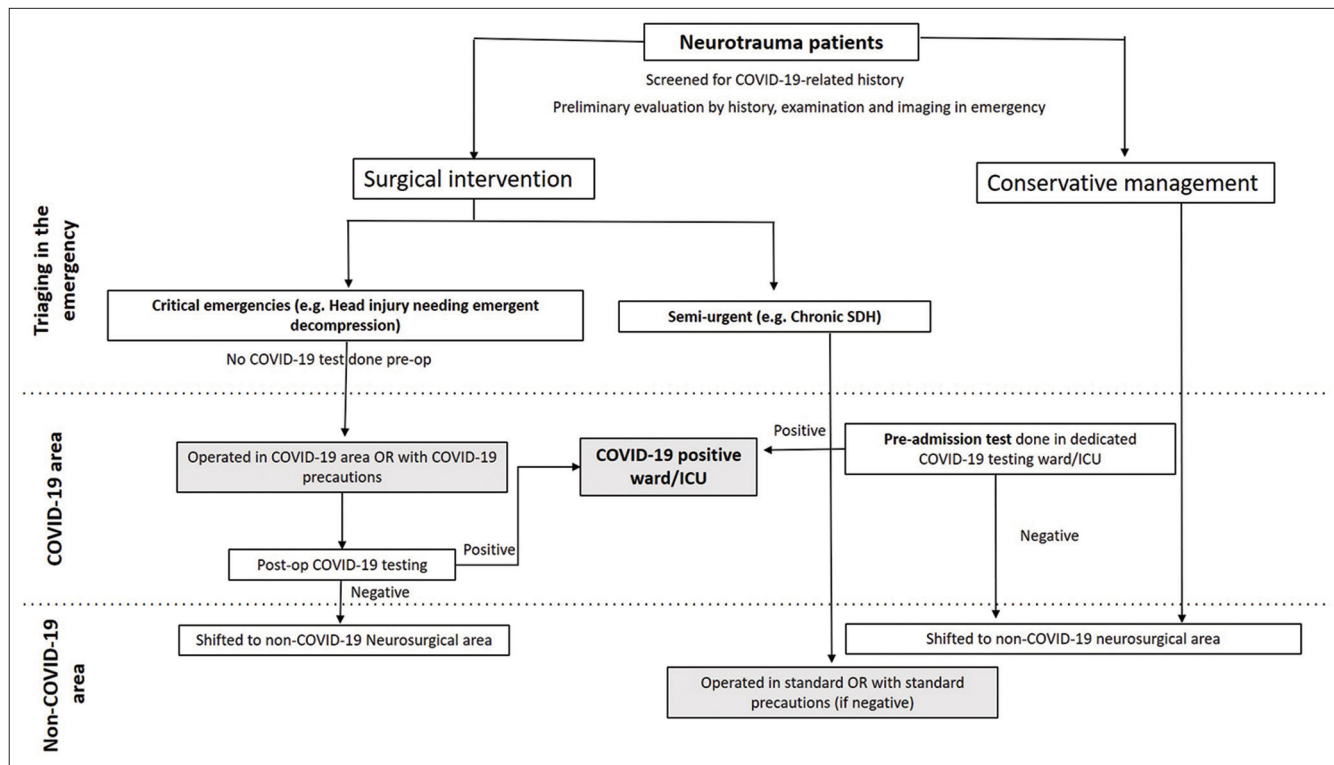 Neurotrauma patients
Screened for COVID-19-related history
Preliminary evaluation by history, examination and imaging in emergency
Surgical intervention
Conservative management
Triaging in the
emergency
Critical emergencies (e.g. Head injury needing emergent
decompression)
Semi-urgent (e.g. Chronic SDH)
No COVID-19 test done pre-op
COVID-19 area
Operated in COVID-19 area OR with COVID-19
precautions
COVID-19 positive
ward/ICU
Positive
Pre-admission test done in dedicated
COVID-19 testing ward/ICU
Post-op COVID-19 testing
Positive
Negative
Negative
Non-COVID-19
area
Shifted to non-COVID-19 Neurosurgical area
Shifted to non-COVID-19 neurosurgical area
Operated in standard OR with standard
precautions (if negative)